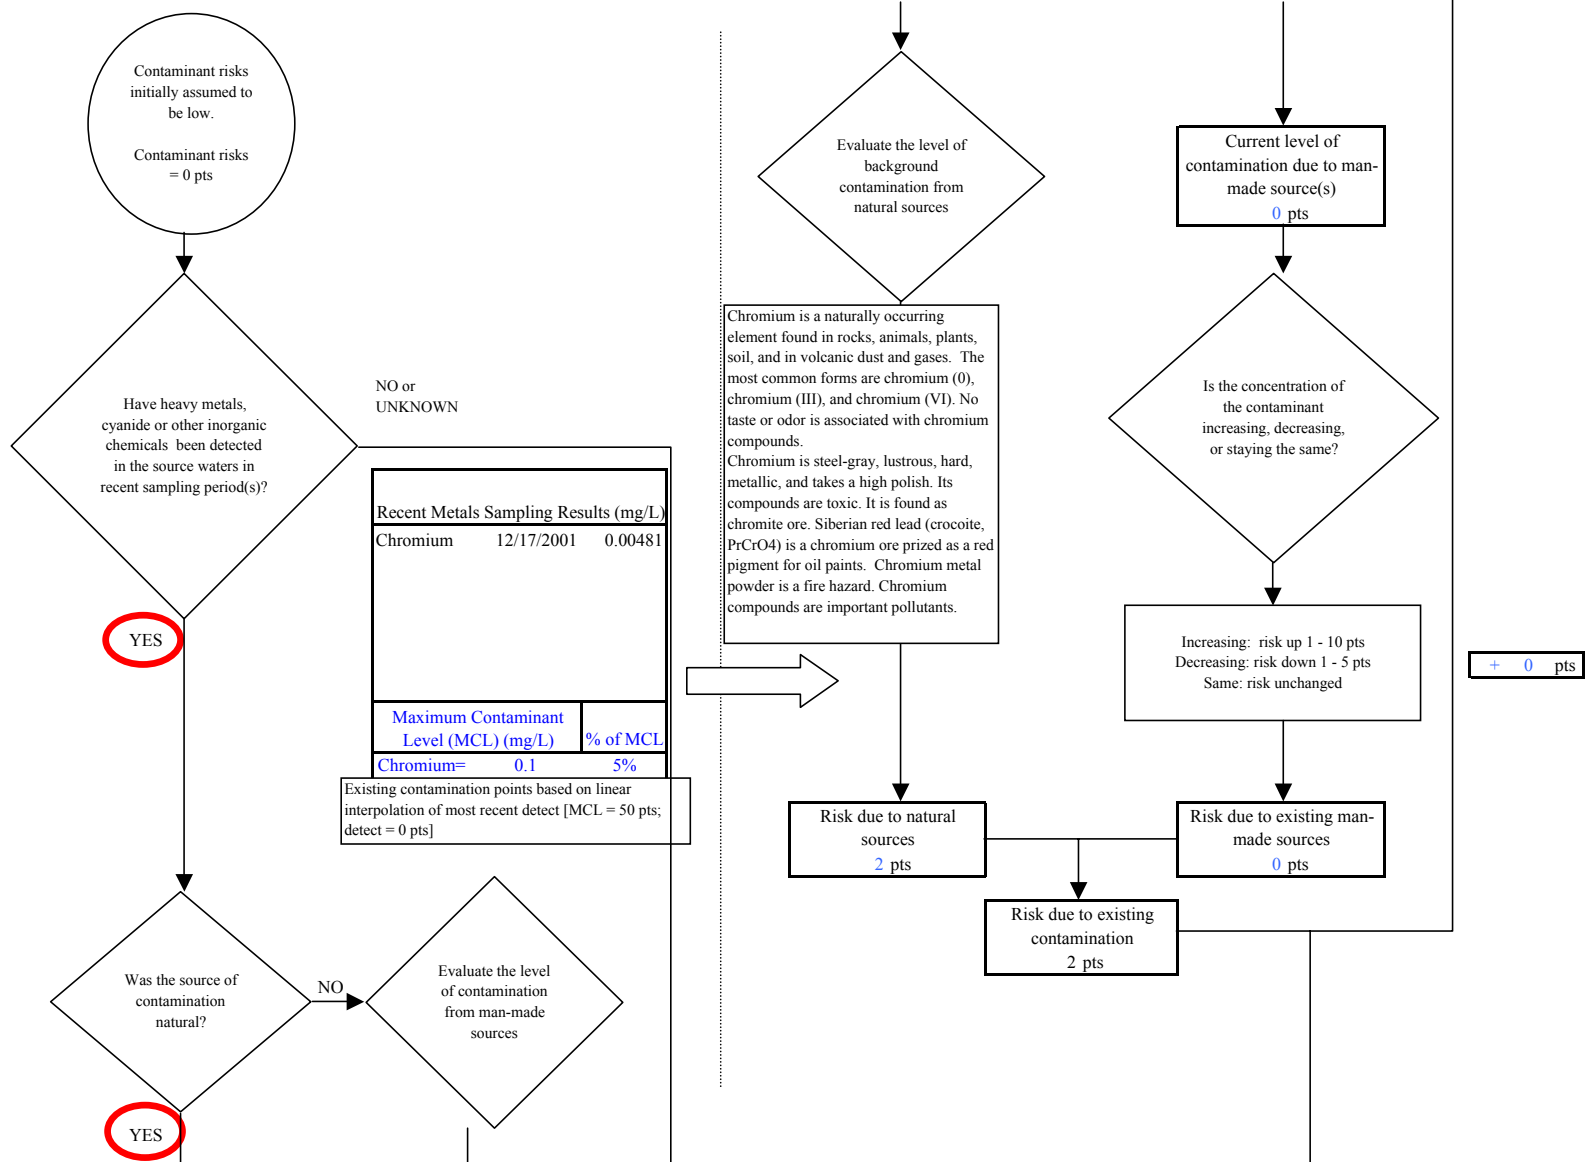 Contaminant risks
initially assumed to
be low.
Contaminant risks
= 0 pts
Have heavy metals,
cyanide or other inorganic
chemicals  been detected
in the source waters in
recent sampling period(s)?
NO or
UNKNOWN
YES
Recent Metals Sampling Results (mg/L)
Chromium 12/17/2001 0.00481
Maximum Contaminant
Level (MCL) (mg/L) % of MCL
Chromium= 0.1 5%
Existing contamination points based on linear
interpolation of most recent detect [MCL = 50 pts;
detect = 0 pts]
Was the source of
contamination
natural?
NO
YES
Evaluate the level
of contamination
from man-made
sources
Evaluate the level of
background
contamination from
natural sources
Chromium is a naturally occurring
element found in rocks, animals, plants,
soil, and in volcanic dust and gases.  The
most common forms are chromium (0),
chromium (III), and chromium (VI). No
taste or odor is associated with chromium
compounds.
Chromium is steel-gray, lustrous, hard,
metallic, and takes a high polish. Its
compounds are toxic. It is found as
chromite ore. Siberian red lead (crocoite,
PrCrO4) is a chromium ore prized as a red
pigment for oil paints.  Chromium metal
powder is a fire hazard. Chromium
compounds are important pollutants.
Risk due to natural
sources
2 pts
Current level of
contamination due to man-
made source(s)
0 pts
Is the concentration of
the contaminant
increasing, decreasing,
or staying the same?
Increasing:  risk up 1 - 10 pts
Decreasing: risk down 1 - 5 pts
Same: risk unchanged
+ 0 pts
Risk due to existing man-
made sources
0 pts
Risk due to existing
contamination
2 pts